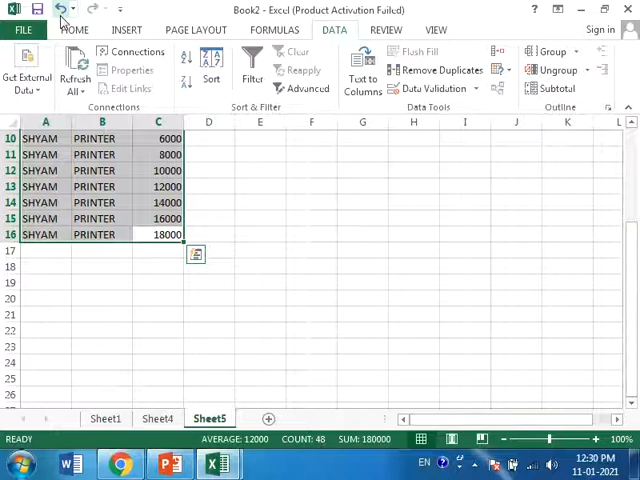 Book2 - Excel (Product Activation Failed)
FILE HOME INSERT PAGE LAYOUT FORMULAS DATA REVIEW VIEW Sign in
Get External Data
Refresh All
Connections
Properties
Edit Links
Connections
Sort
Filter
Clear
Reapply
Advanced
Sort & Filter
Text to Columns
Flash Fill
Remove Duplicates
Data Validation
Data Tools
Group
Ungroup
Subtotal
Outline
A B C D E F G H I J K L
10 SHYAM PRINTER 6000
11 SHYAM PRINTER 8000
12 SHYAM PRINTER 10000
13 SHYAM PRINTER 12000
14 SHYAM PRINTER 14000
15 SHYAM PRINTER 16000
16 SHYAM PRINTER 18000
17
18
19
20
21
22
23
24
25
26
Sheet1 Sheet4 Sheet5
READY AVERAGE: 12000 COUNT: 48 SUM: 180000 100%
EN 12:30 PM
11-01-2021